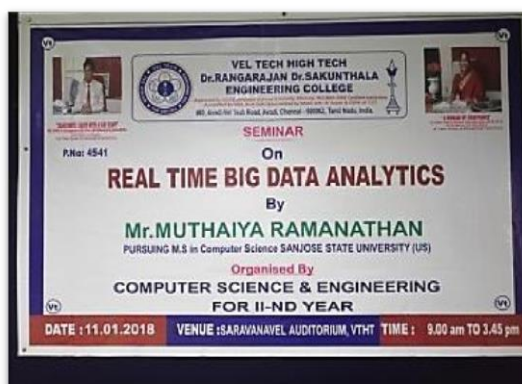 VEL TECH HIGH TECH
Dr.RANGARAJAN Dr.SAKUNTHALA
ENGINEERING COLLEGE
SEMINAR
P.No: 4541
On
REAL TIME BIG DATA ANALYTICS
By
Mr.MUTHAIYA RAMANATHAN
PURSUING M.S in Computer Science SANJOSE STATE UNIVERSITY (US)
Organised By
COMPUTER SCIENCE & ENGINEERING
FOR II-ND YEAR
DATE : 11.01.2018 VENUE : SARAVANAVEL AUDITORIUM, VTHT TIME : 9.00 am TO 3.45 pm